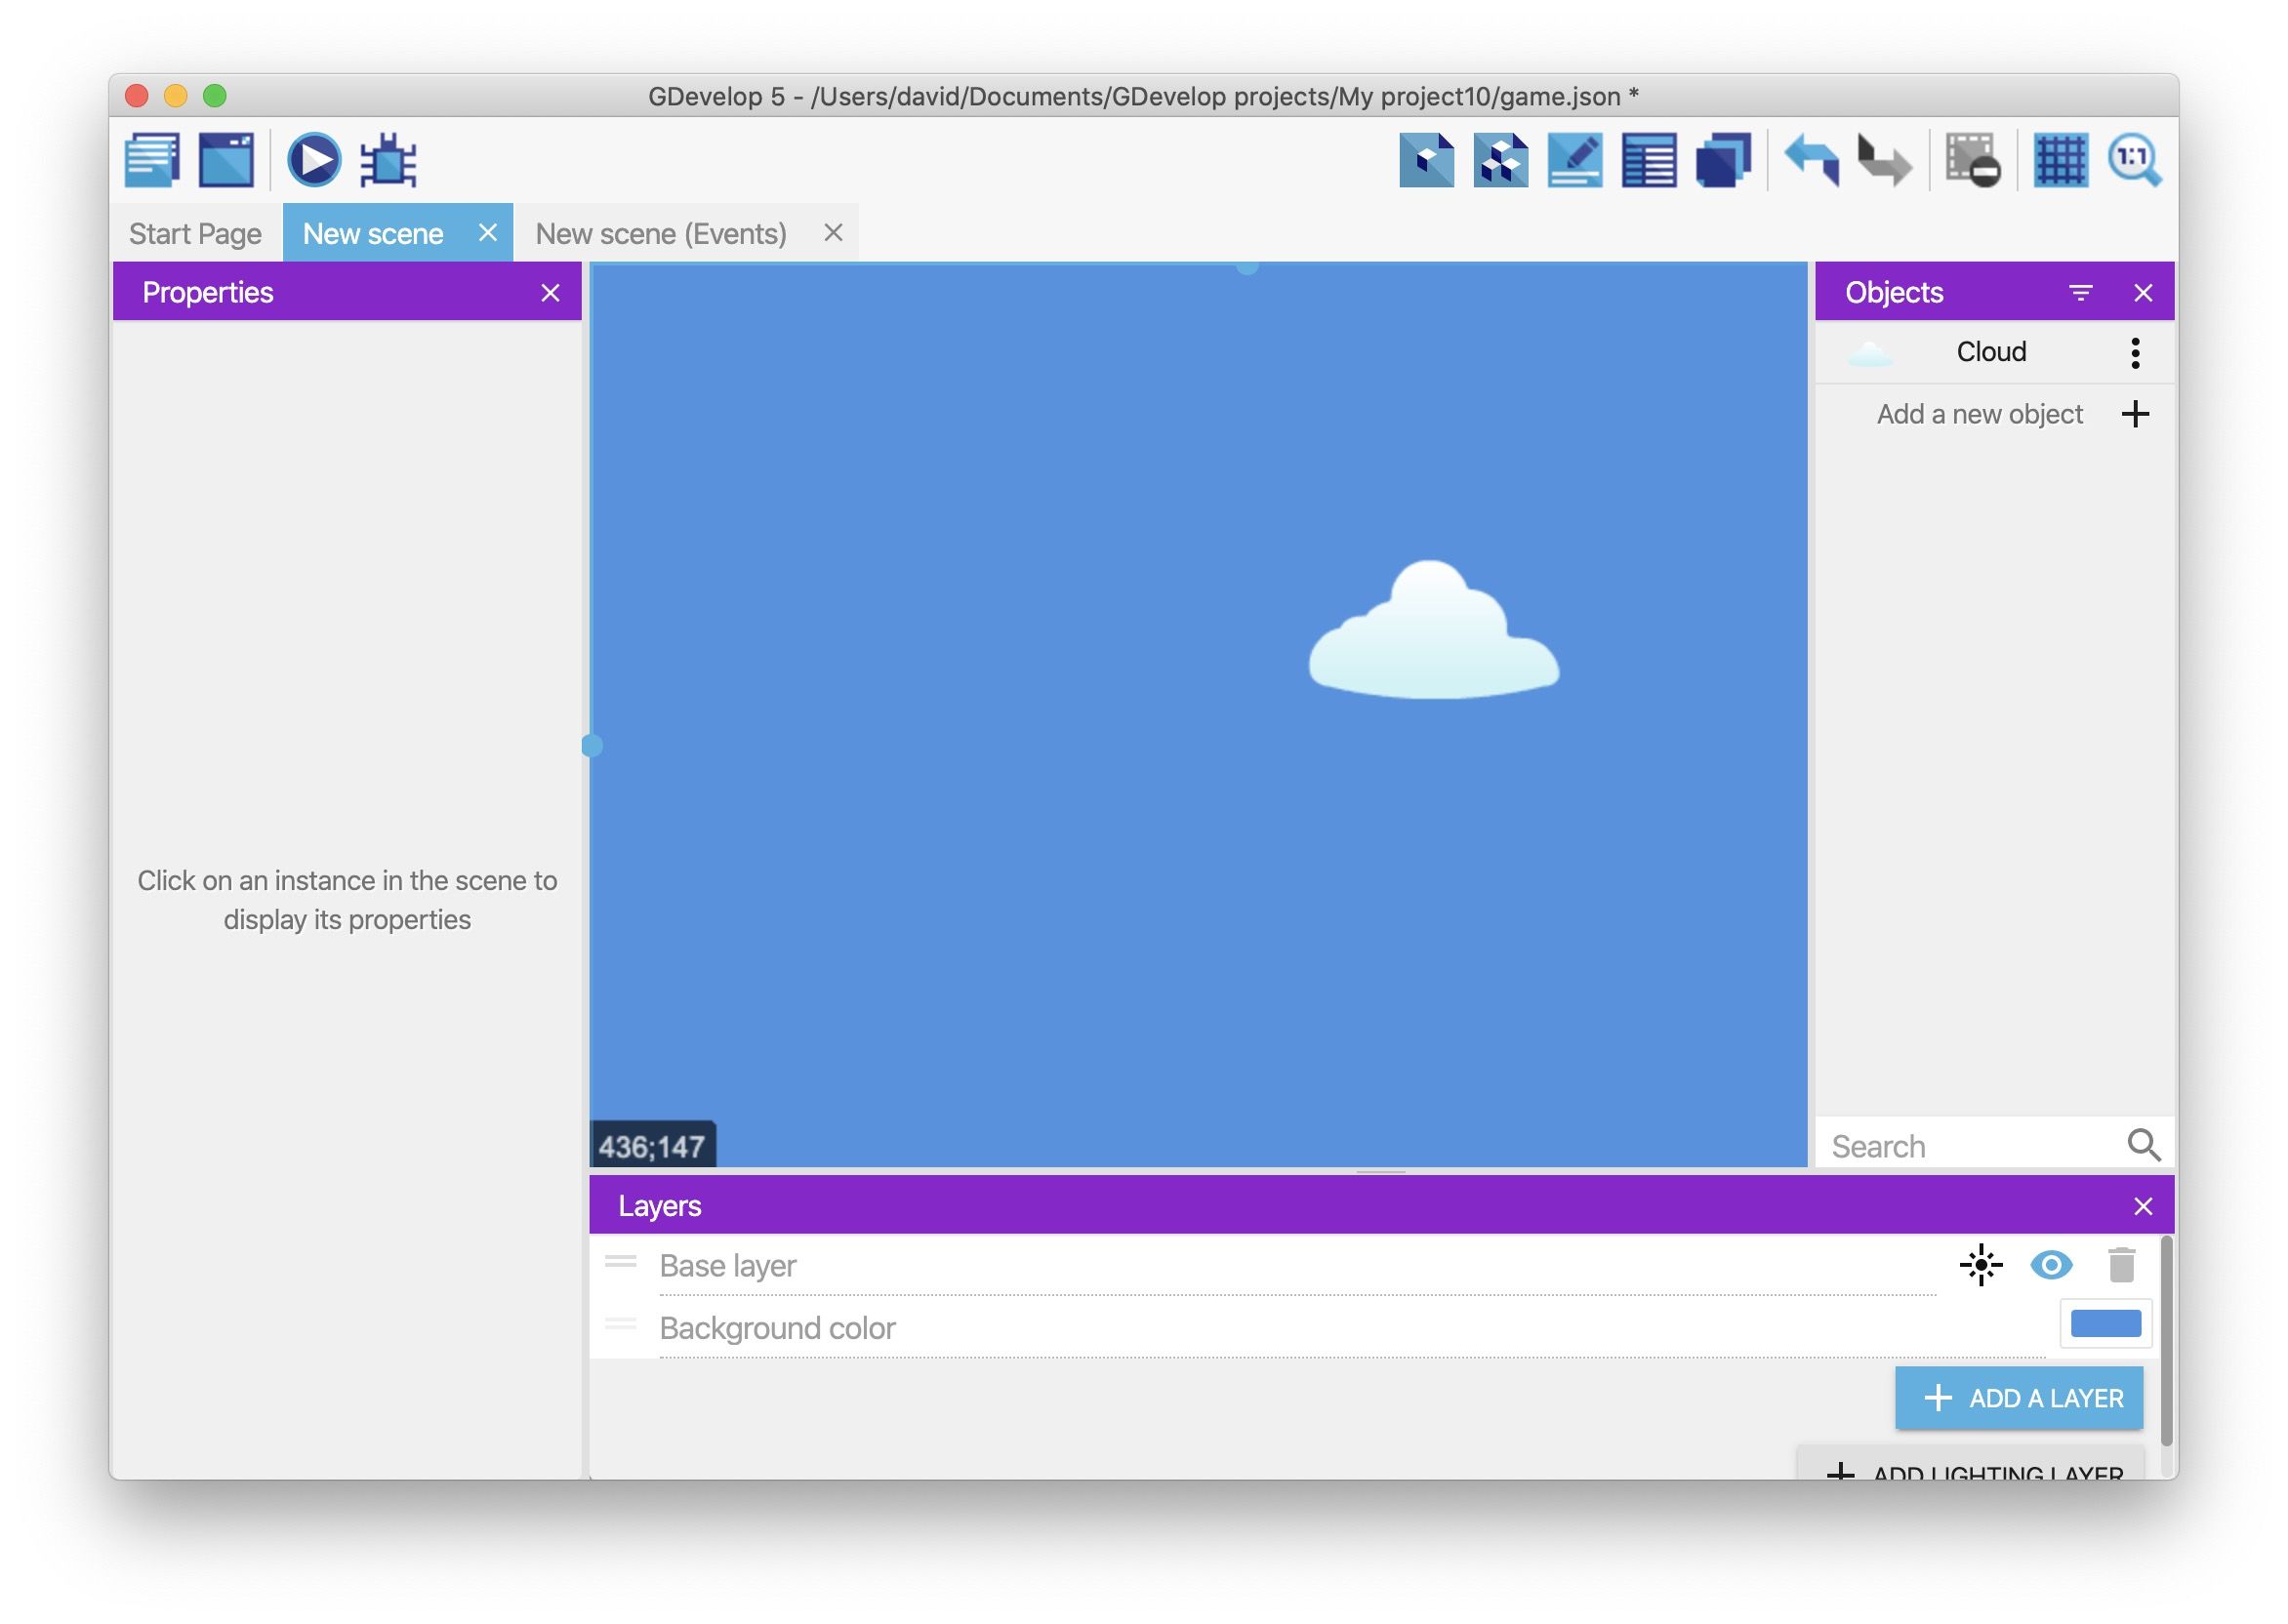 GDevelop 5 - /Users/david/Documents/GDevelop projects/My project10/game.json *
1:1
Start Page
New scene
New scene (Events)
Properties
Objects
Cloud
Add a new object
Click on an instance in the scene to
display its properties
436;147
Search
Layers
Base layer
Background color
ADD A LAYER
ADD LIGHTING LAYER